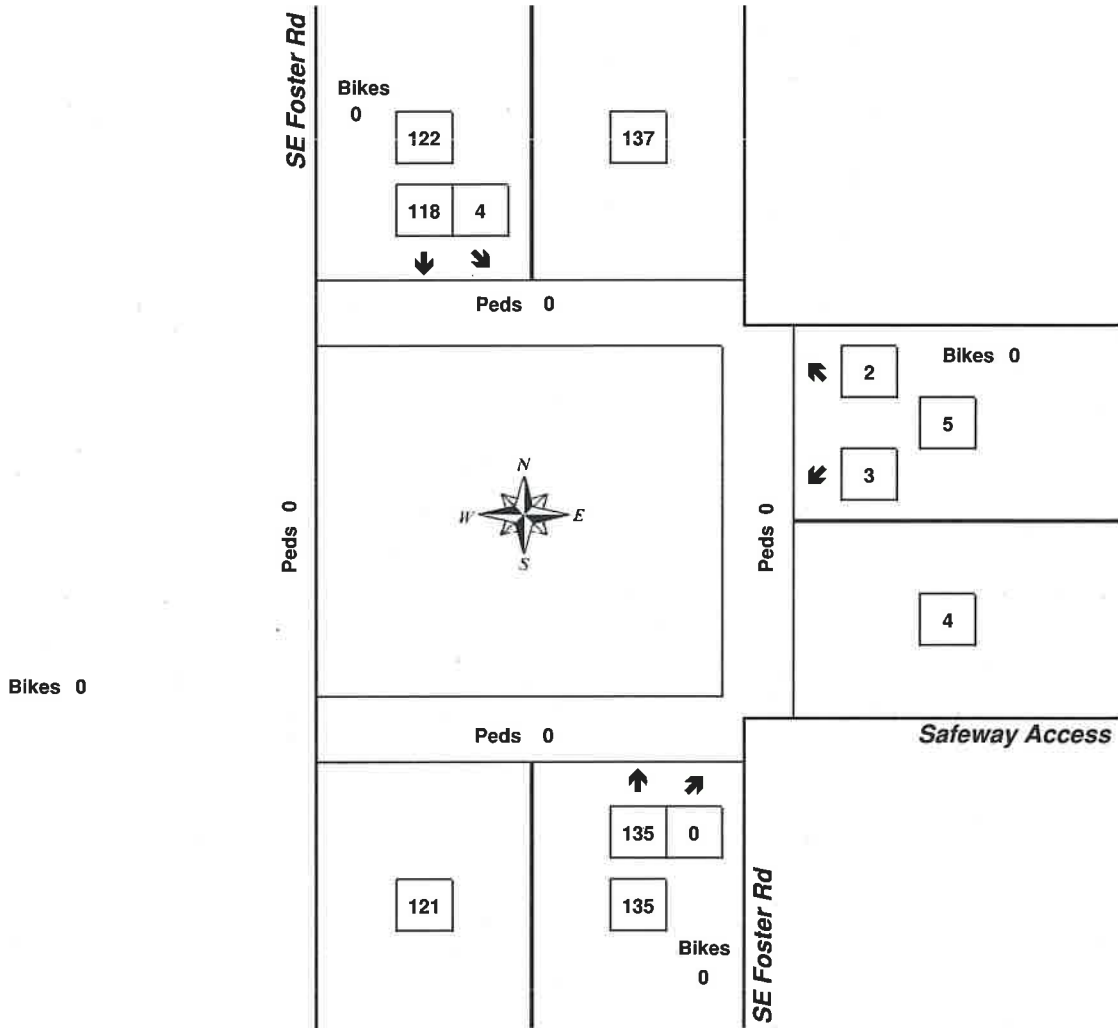 SE Foster Rd
Bikes
0
122
137
118 4
Peds 0
2
Bikes 0
5
3
N
W E
S
Peds 0
Peds 0
4
Bikes 0
Peds 0
Safeway Access
135 0
121
135
Bikes
0
SE Foster Rd